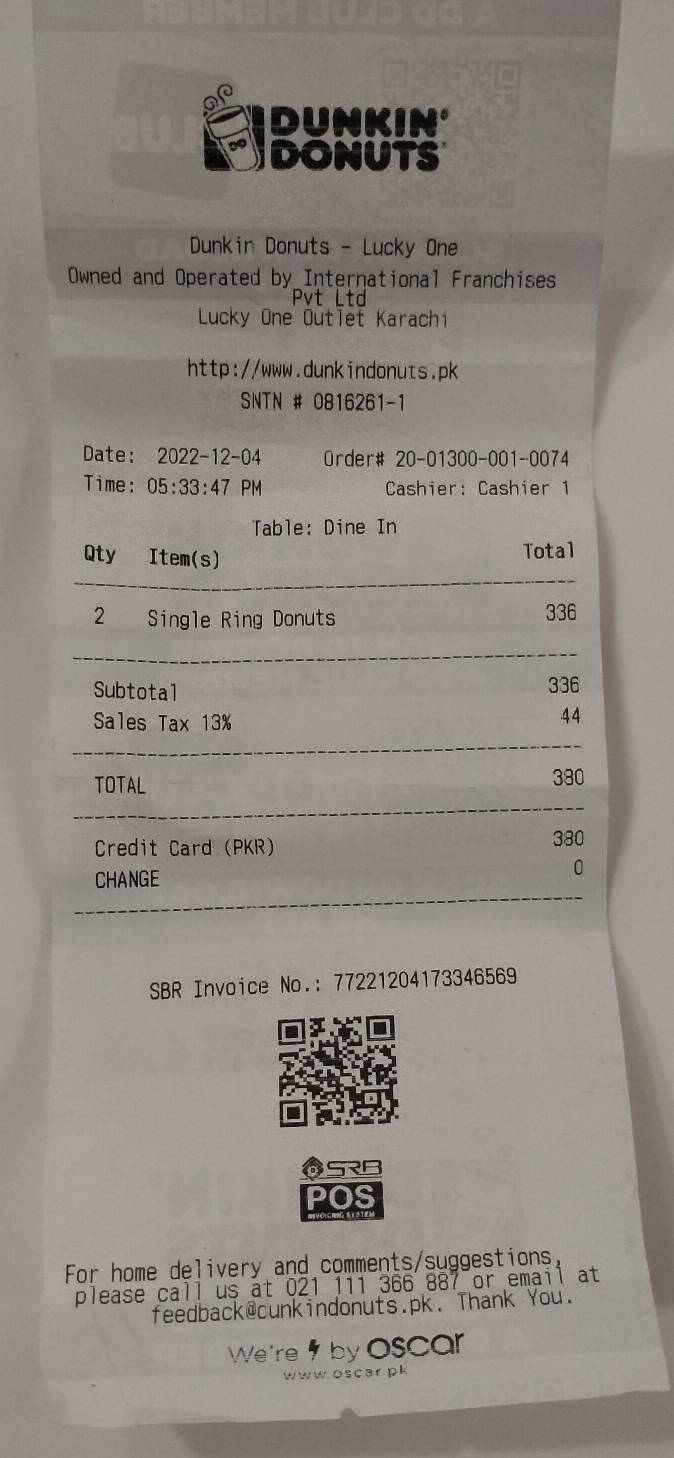 DUNKIN'
DONUTS
Dunkin Donuts - Lucky One
Owned and Operated by International Franchises
Pvt Ltd
Lucky One Outlet Karachi
http://www.dunkindonuts.pk
SNTN # 0816261-1
Date: 2022-12-04 Order# 20-01300-001-0074
Time: 05:33:47 PM Cashier: Cashier 1
Table: Dine In
Qty Item(s) Total
2 Single Ring Donuts 336
Subtotal 336
Sales Tax 13% 44
TOTAL 380
Credit Card (PKR) 380
CHANGE 0
SBR Invoice No.: 77221204173346569
SRB
POS
INVOICING SYSTEM
For home delivery and comments/suggestions,
please call us at 021 111 366 887 or email at
feedback@cunkindonuts.pk. Thank You.
We're by OSCAR
www.oscar.pk